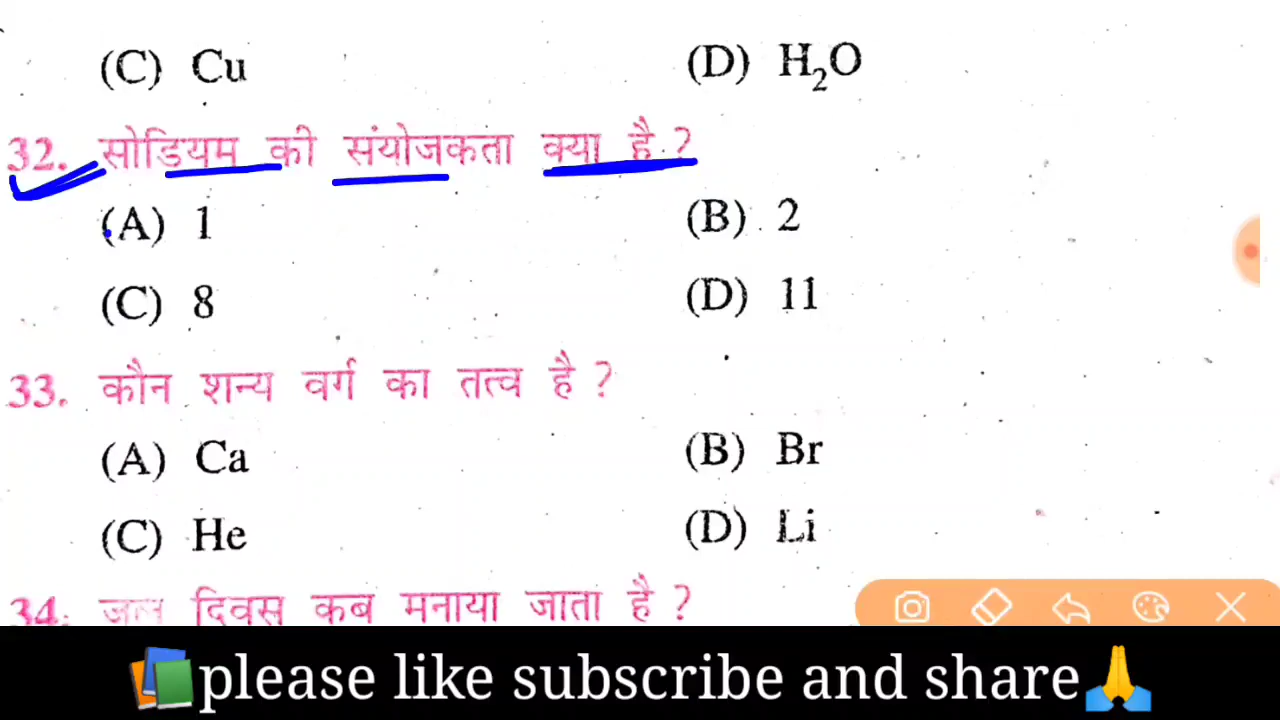 (C) Cu (D) H₂O
32. सोडियम की संयोजकता क्या है ?
(A) 1 (B) 2
(C) 8 (D) 11
33. कौन शन्य वर्ग का तत्व है ?
(A) Ca (B) Br
(C) He (D) Li
34. जल दिवस कब मनाया जाता है ?
📚please like subscribe and share🙏